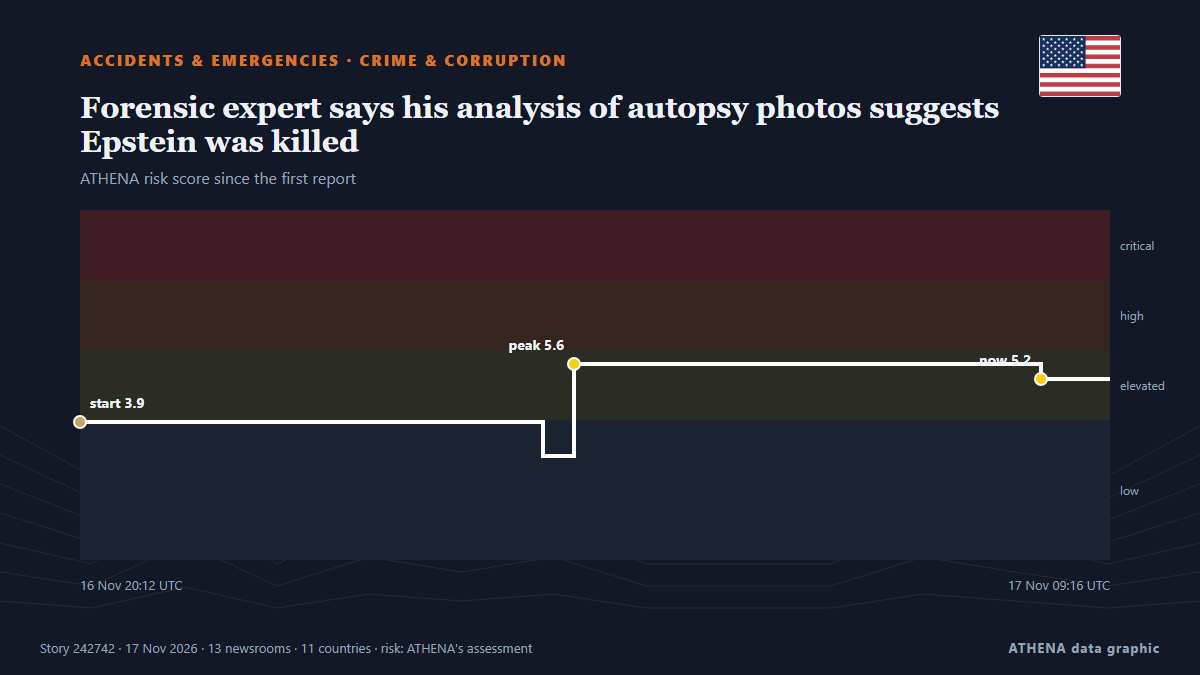 ACCIDENTS & EMERGENCIES · CRIME & CORRUPTION
Forensic expert says his analysis of autopsy photos suggests
Epstein was killed
ATHENA risk score since the first report
critical
high
peak 5.6
now 5.2
elevated
start 3.9
low
16 Nov 20:12 UTC
17 Nov 09:16 UTC
Story 242742 · 17 Nov 2026 · 13 newsrooms · 11 countries · risk: ATHENA's assessment
ATHENA data graphic